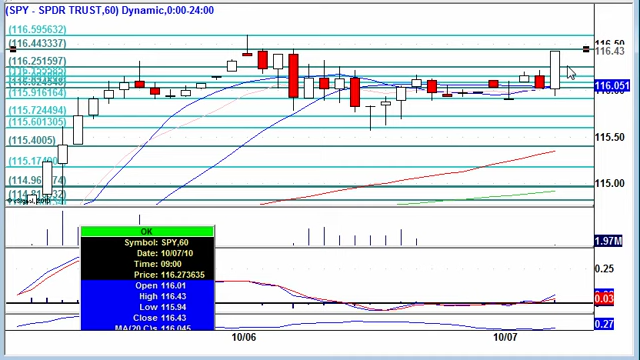 (SPY - SPDR TRUST,60) Dynamic,0:00-24:00
(116.595632)
(116.443337)
116.43
(116.251597)
116.051
(115.916164)
(115.724494)
(115.601305)
115.50
(115.4005)
115.00
OK
Symbol: SPY,60
Date: 10/07/10
Time: 09:00
Price: 116.273635
Open 116.01
High 116.43
Low 115.94
Close 116.43
MA(20 C)s 116.045
1.97M
0.25
0.03
0.27
10/06
10/07